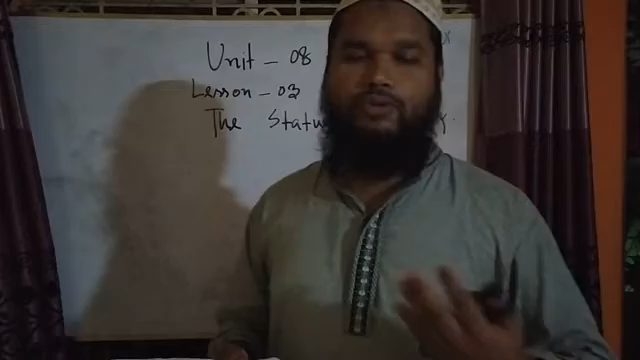 Unit - 08
Lesson - 03
The Statu